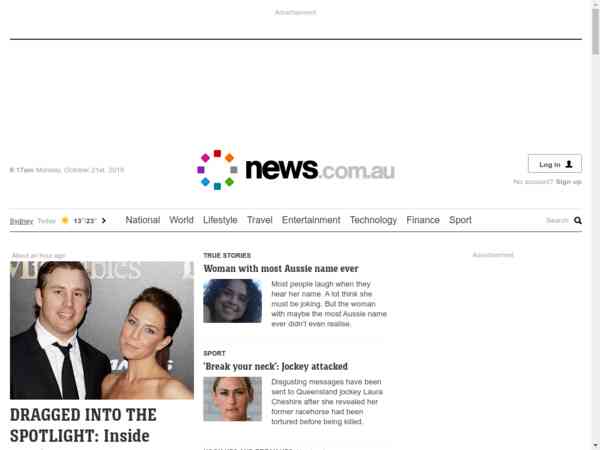 Advertisement
news.com.au
Log in
6:17am Monday, October 21st, 2019
No account? Sign up
Sydney Today 13°/23°
National World Lifestyle Travel Entertainment Technology Finance Sport
Search
About an hour ago
DRAGGED INTO THE
SPOTLIGHT: Inside
TRUE STORIES
Woman with most Aussie name ever
Most people laugh when they
hear her name. A lot think she
must be joking. But the woman
with maybe the most Aussie name
ever didn't even realise.
SPORT
'Break your neck': Jockey attacked
Disgusting messages have been
sent to Queensland jockey Laura
Cheshire after she revealed her
former racehorse had been
tortured before being killed.
Advertisement